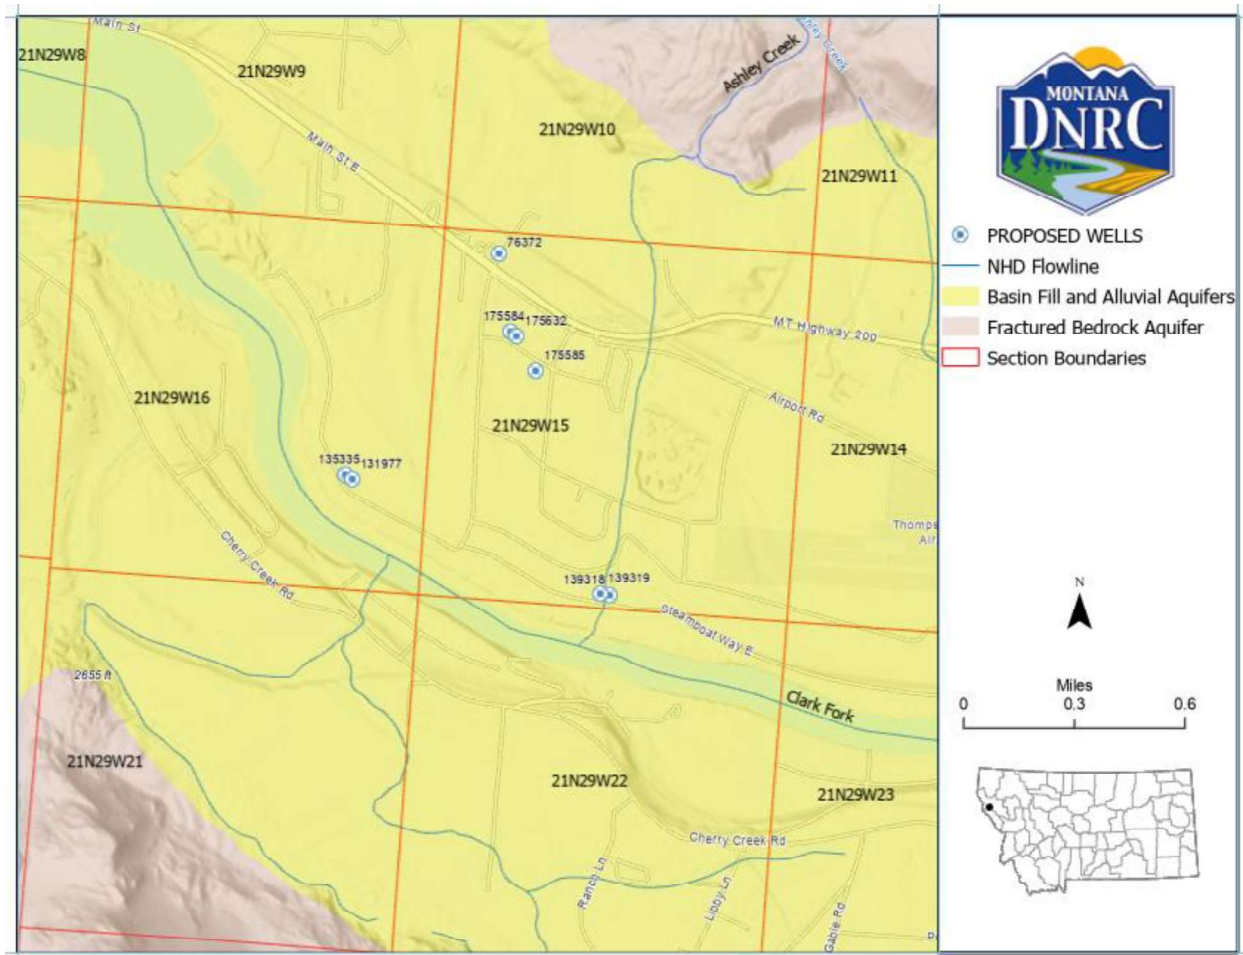 Main St
21N29W8
21N29W9
Ashley Creek
21N29W10
Main St E
21N29W11
76372
175584
175632
175585
MT Highway 200
21N29W16
21N29W15
Airport Rd
21N29W14
135335
131977
Cherry Creek Rd
139318
139319
Steamboat Way E
2655 ft
Clark Fork
21N29W21
21N29W22
21N29W23
Cherry Creek Rd
Ranch Ln
Libby Ln
Gable Rd
MONTANA
DNRC
PROPOSED WELLS
NHD Flowline
Basin Fill and Alluvial Aquifers
Fractured Bedrock Aquifer
Section Boundaries
N
Miles
0 0.3 0.6